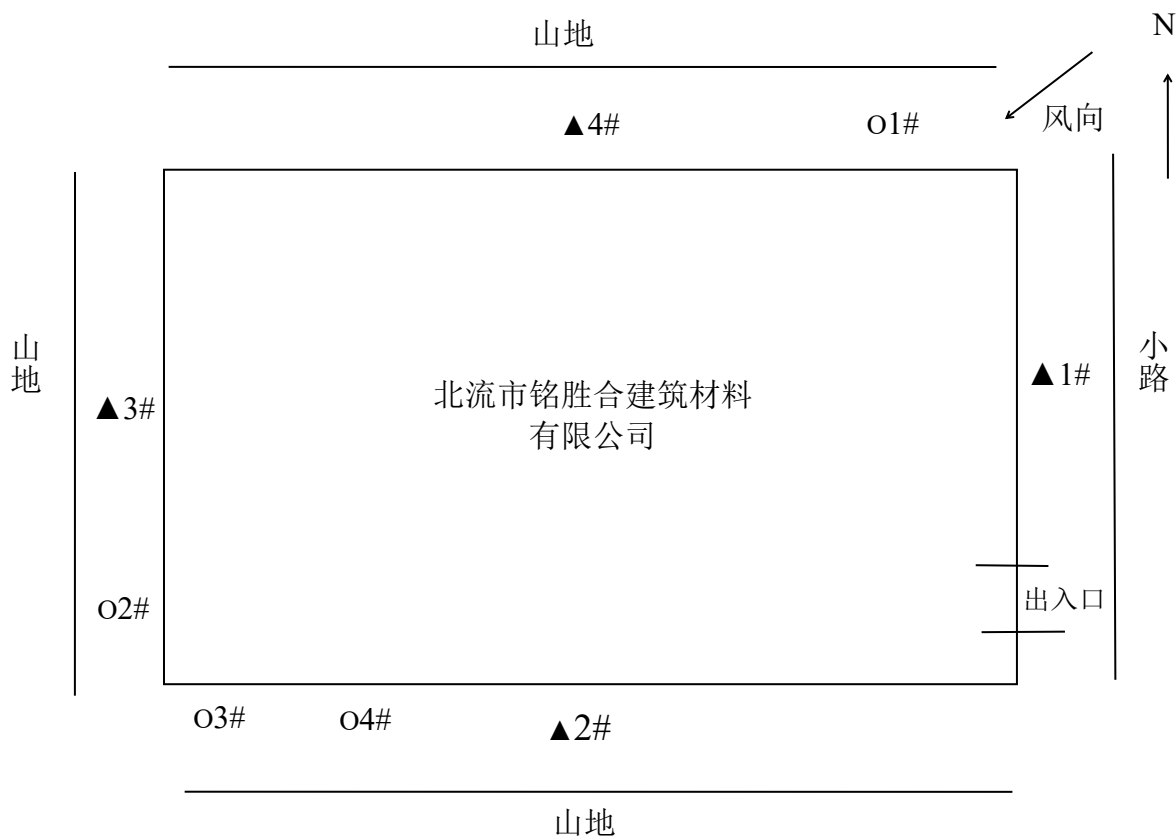 山地
N
▲4#
O1#
风向
山地
小路
▲1#
▲3#
北流市铭胜合建筑材料
有限公司
O2#
出入口
O3#
O4#
▲2#
山地